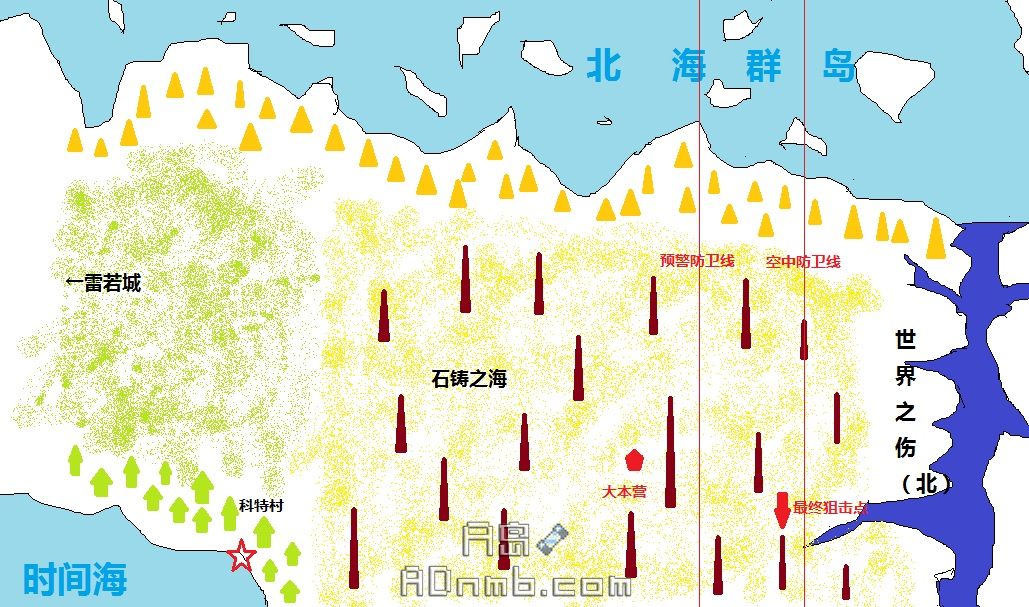 北海群岛
预警防卫线
空中防卫线
←雷若城
世界之伤
（北）
石铸之海
大本营
科特村
最终狙击点
A岛
ADnmb.com
时间海